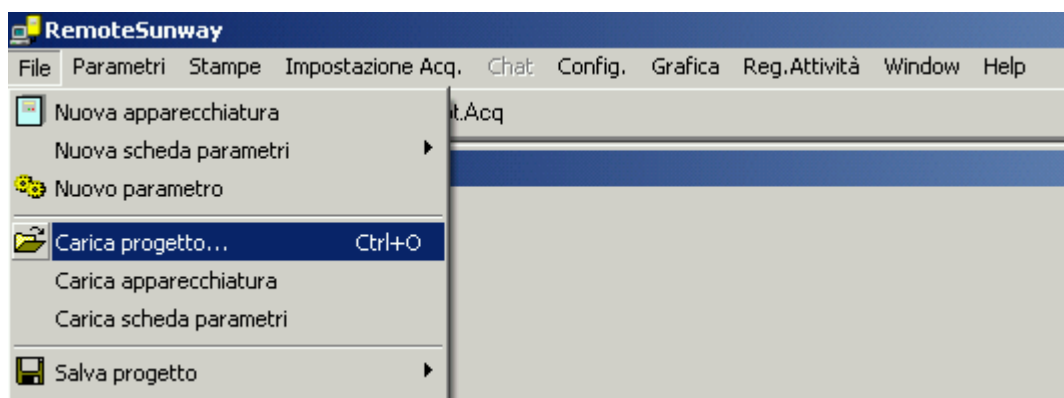 RemoteSunway
File Parametri Stampe Impostazione Acq. Chat Config. Grafica Reg.Attività Window Help
Nuova apparecchiatura
t.Acq
Nuova scheda parametri
Nuovo parametro
Carica progetto... Ctrl+O
Carica apparecchiatura
Carica scheda parametri
Salva progetto